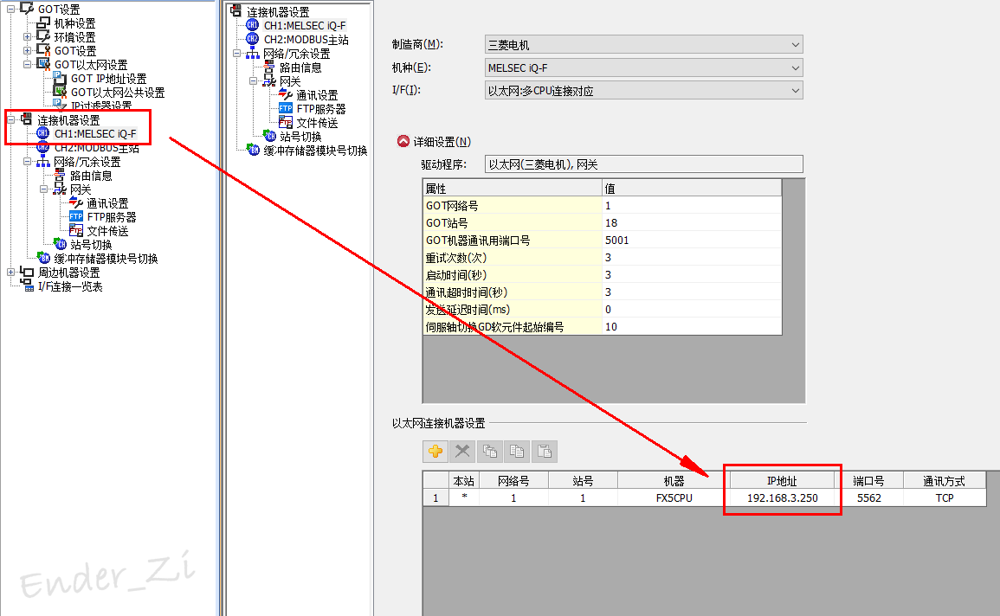 GOT设置
机种设置
环境设置
GOT设置
GOT以太网设置
GOT IP地址设置
GOT以太网公共设置
IP过滤器设置
连接机器设置
CH1:MELSEC iQ-F
CH2:MODBUS主站
网络/冗余设置
路由信息
网关
通讯设置
FTP服务器
文件传送
站号切换
缓冲存储器模块号切换
周边机器设置
I/F连接一览表
连接机器设置
CH1:MELSEC iQ-F
CH2:MODBUS主站
网络/冗余设置
路由信息
网关
通讯设置
FTP服务器
文件传送
站号切换
缓冲存储器模块号切换
制造商(M): 三菱电机
机种(E): MELSEC iQ-F
I/F(I): 以太网:多CPU连接对应
详细设置(N)
驱动程序: 以太网(三菱电机), 网关
属性 值
GOT网络号 1
GOT站号 18
GOT机器通讯用端口号 5001
重试次数(次) 3
启动时间(秒) 3
通讯超时时间(秒) 3
发送延迟时间(ms) 0
伺服轴切换GD软元件起始编号 10
以太网连接机器设置
本站 网络号 站号 机器 IP地址 端口号 通讯方式
1 * 1 1 FX5CPU 192.168.3.250 5562 TCP
Ender_Zi